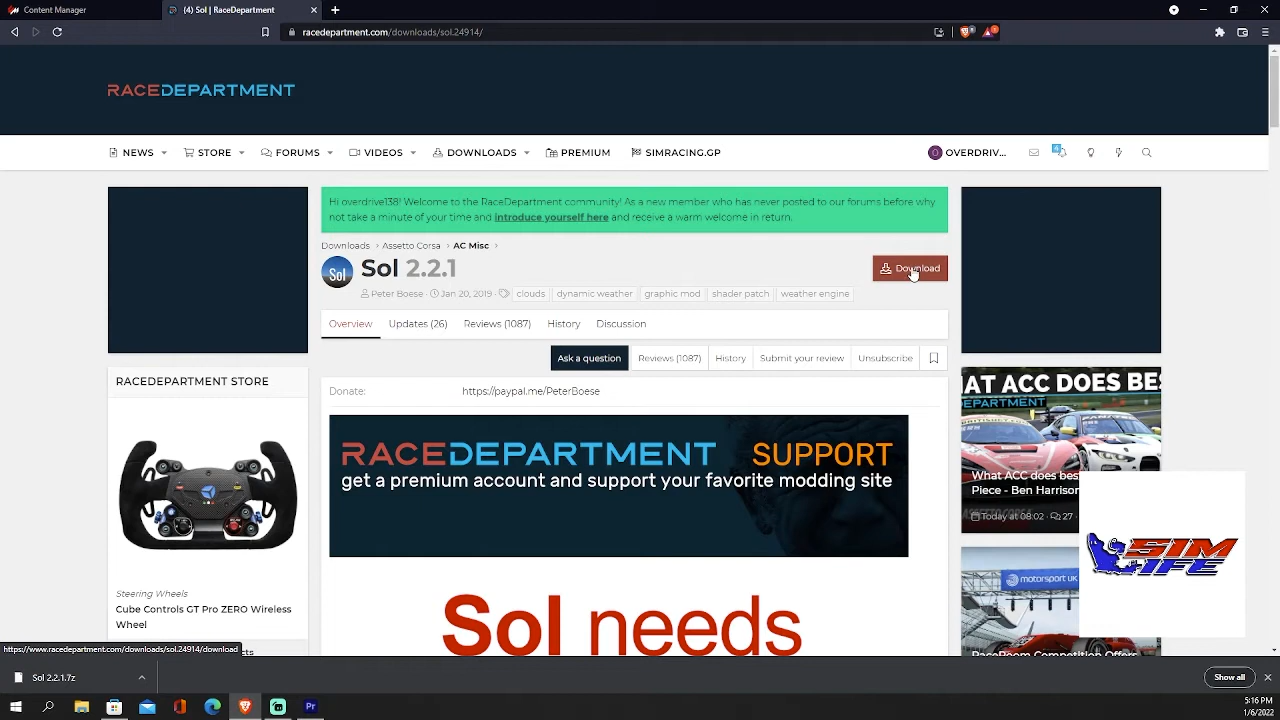 Content Manager
(4) Sol | RaceDepartment
racedepartment.com/downloads/sol.24914/
RACEDEPARTMENT
NEWS
STORE
FORUMS
VIDEOS
DOWNLOADS
PREMIUM
SIMRACING.GP
O
OVERDRIV...
4
Hi overdrive138! Welcome to the RaceDepartment community! As a new member who has never posted to our forums before why
not take a minute of your time and introduce yourself here and receive a warm welcome in return.
Downloads > Assetto Corsa > AC Misc >
Sol
Sol 2.2.1
Download
Peter Boese
Jan 20, 2019
clouds
dynamic weather
graphic mod
shader patch
weather engine
Overview
Updates (26)
Reviews (1087)
History
Discussion
Ask a question
Reviews (1087)
History
Submit your review
Unsubscribe
Donate:
https://paypal.me/PeterBoese
RACEDEPARTMENT SUPPORT
get a premium account and support your favorite modding site
Sol needs
RACEDEPARTMENT STORE
Steering Wheels
Cube Controls GT Pro ZERO Wireless
Wheel
AT ACC DOES BES
DEPARTMENT
What ACC does bes
Piece - Ben Harrison
Today at 08:02
27
SIM
LIFE
motorsport uk
RaceRoom Competition Offers
https://www.racedepartment.com/downloads/sol.24914/download
Sol 2.2.1.7z
Show all
Pr
5:16 PM
1/6/2022